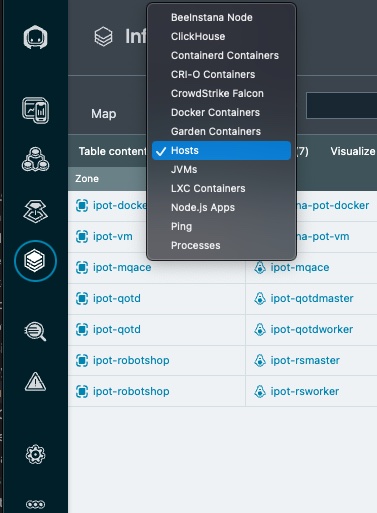 BeeInstana Node
ClickHouse
Containerd Containers
CRI-O Containers
CrowdStrike Falcon
Docker Containers
Garden Containers
Hosts
JVMs
LXC Containers
Node.js Apps
Ping
Processes
Inf
Map
Table content
(7) Visualize
Zone
ipot-docke na-pot-docker
ipot-vm na-pot-vm
ipot-mqace ipot-mqace
ipot-qotd ipot-qotdmaster
ipot-qotd ipot-qotdworker
ipot-robotshop ipot-rsmaster
ipot-robotshop ipot-rsworker